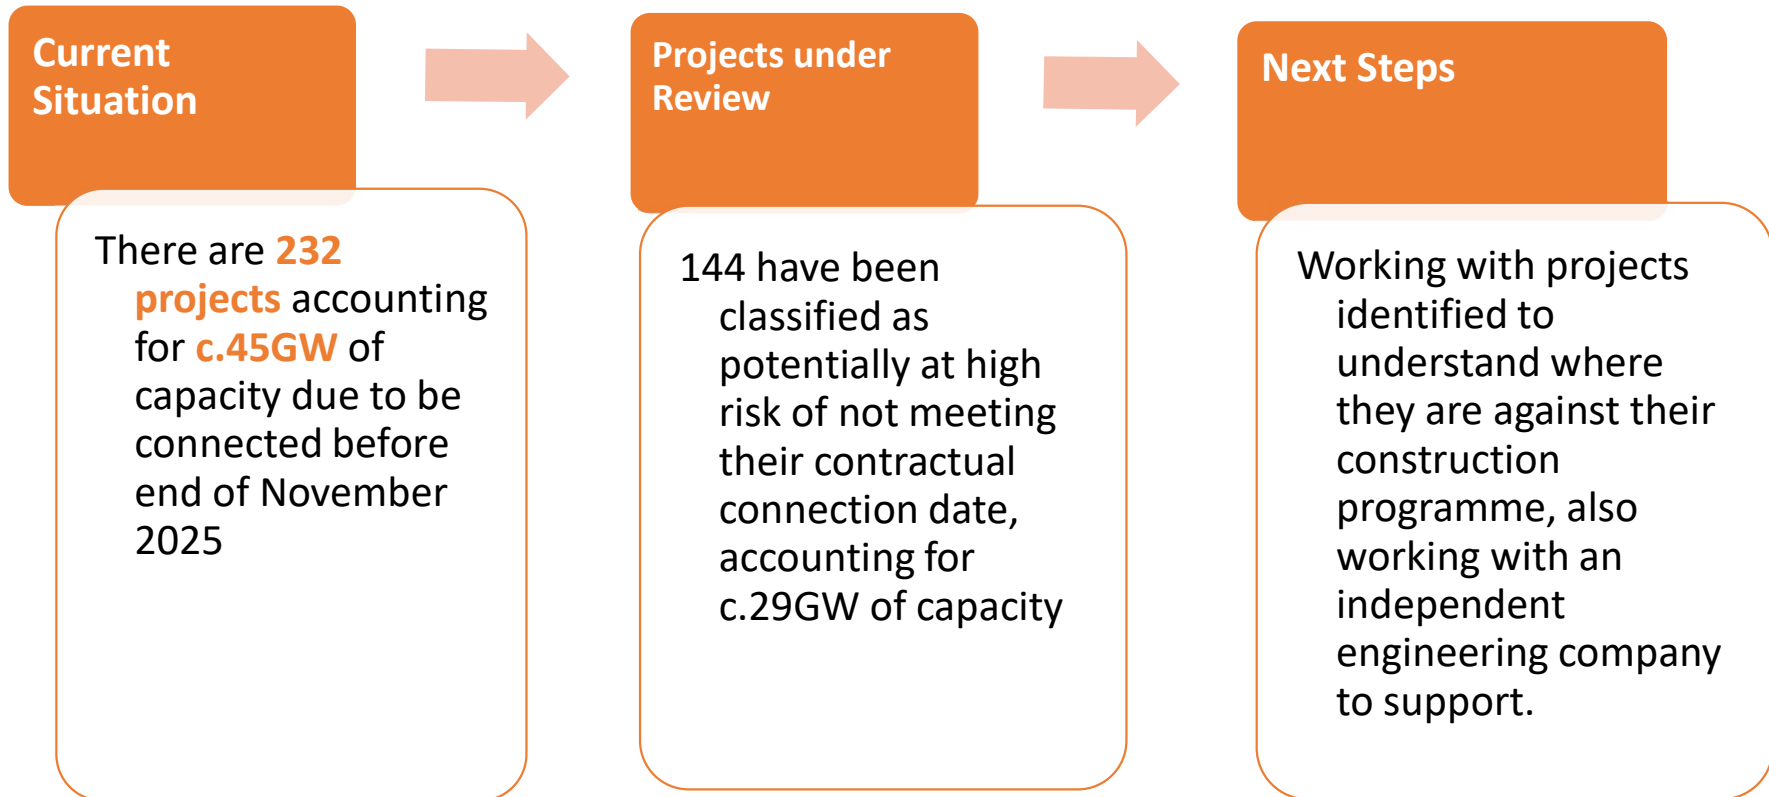 Current
Situation
There are 232
projects accounting
for c.45GW of
capacity due to be
connected before
end of November
2025
Projects under
Review
144 have been
classified as
potentially at high
risk of not meeting
their contractual
connection date,
accounting for
c.29GW of capacity
Next Steps
Working with projects
identified to
understand where
they are against their
construction
programme, also
working with an
independent
engineering company
to support.